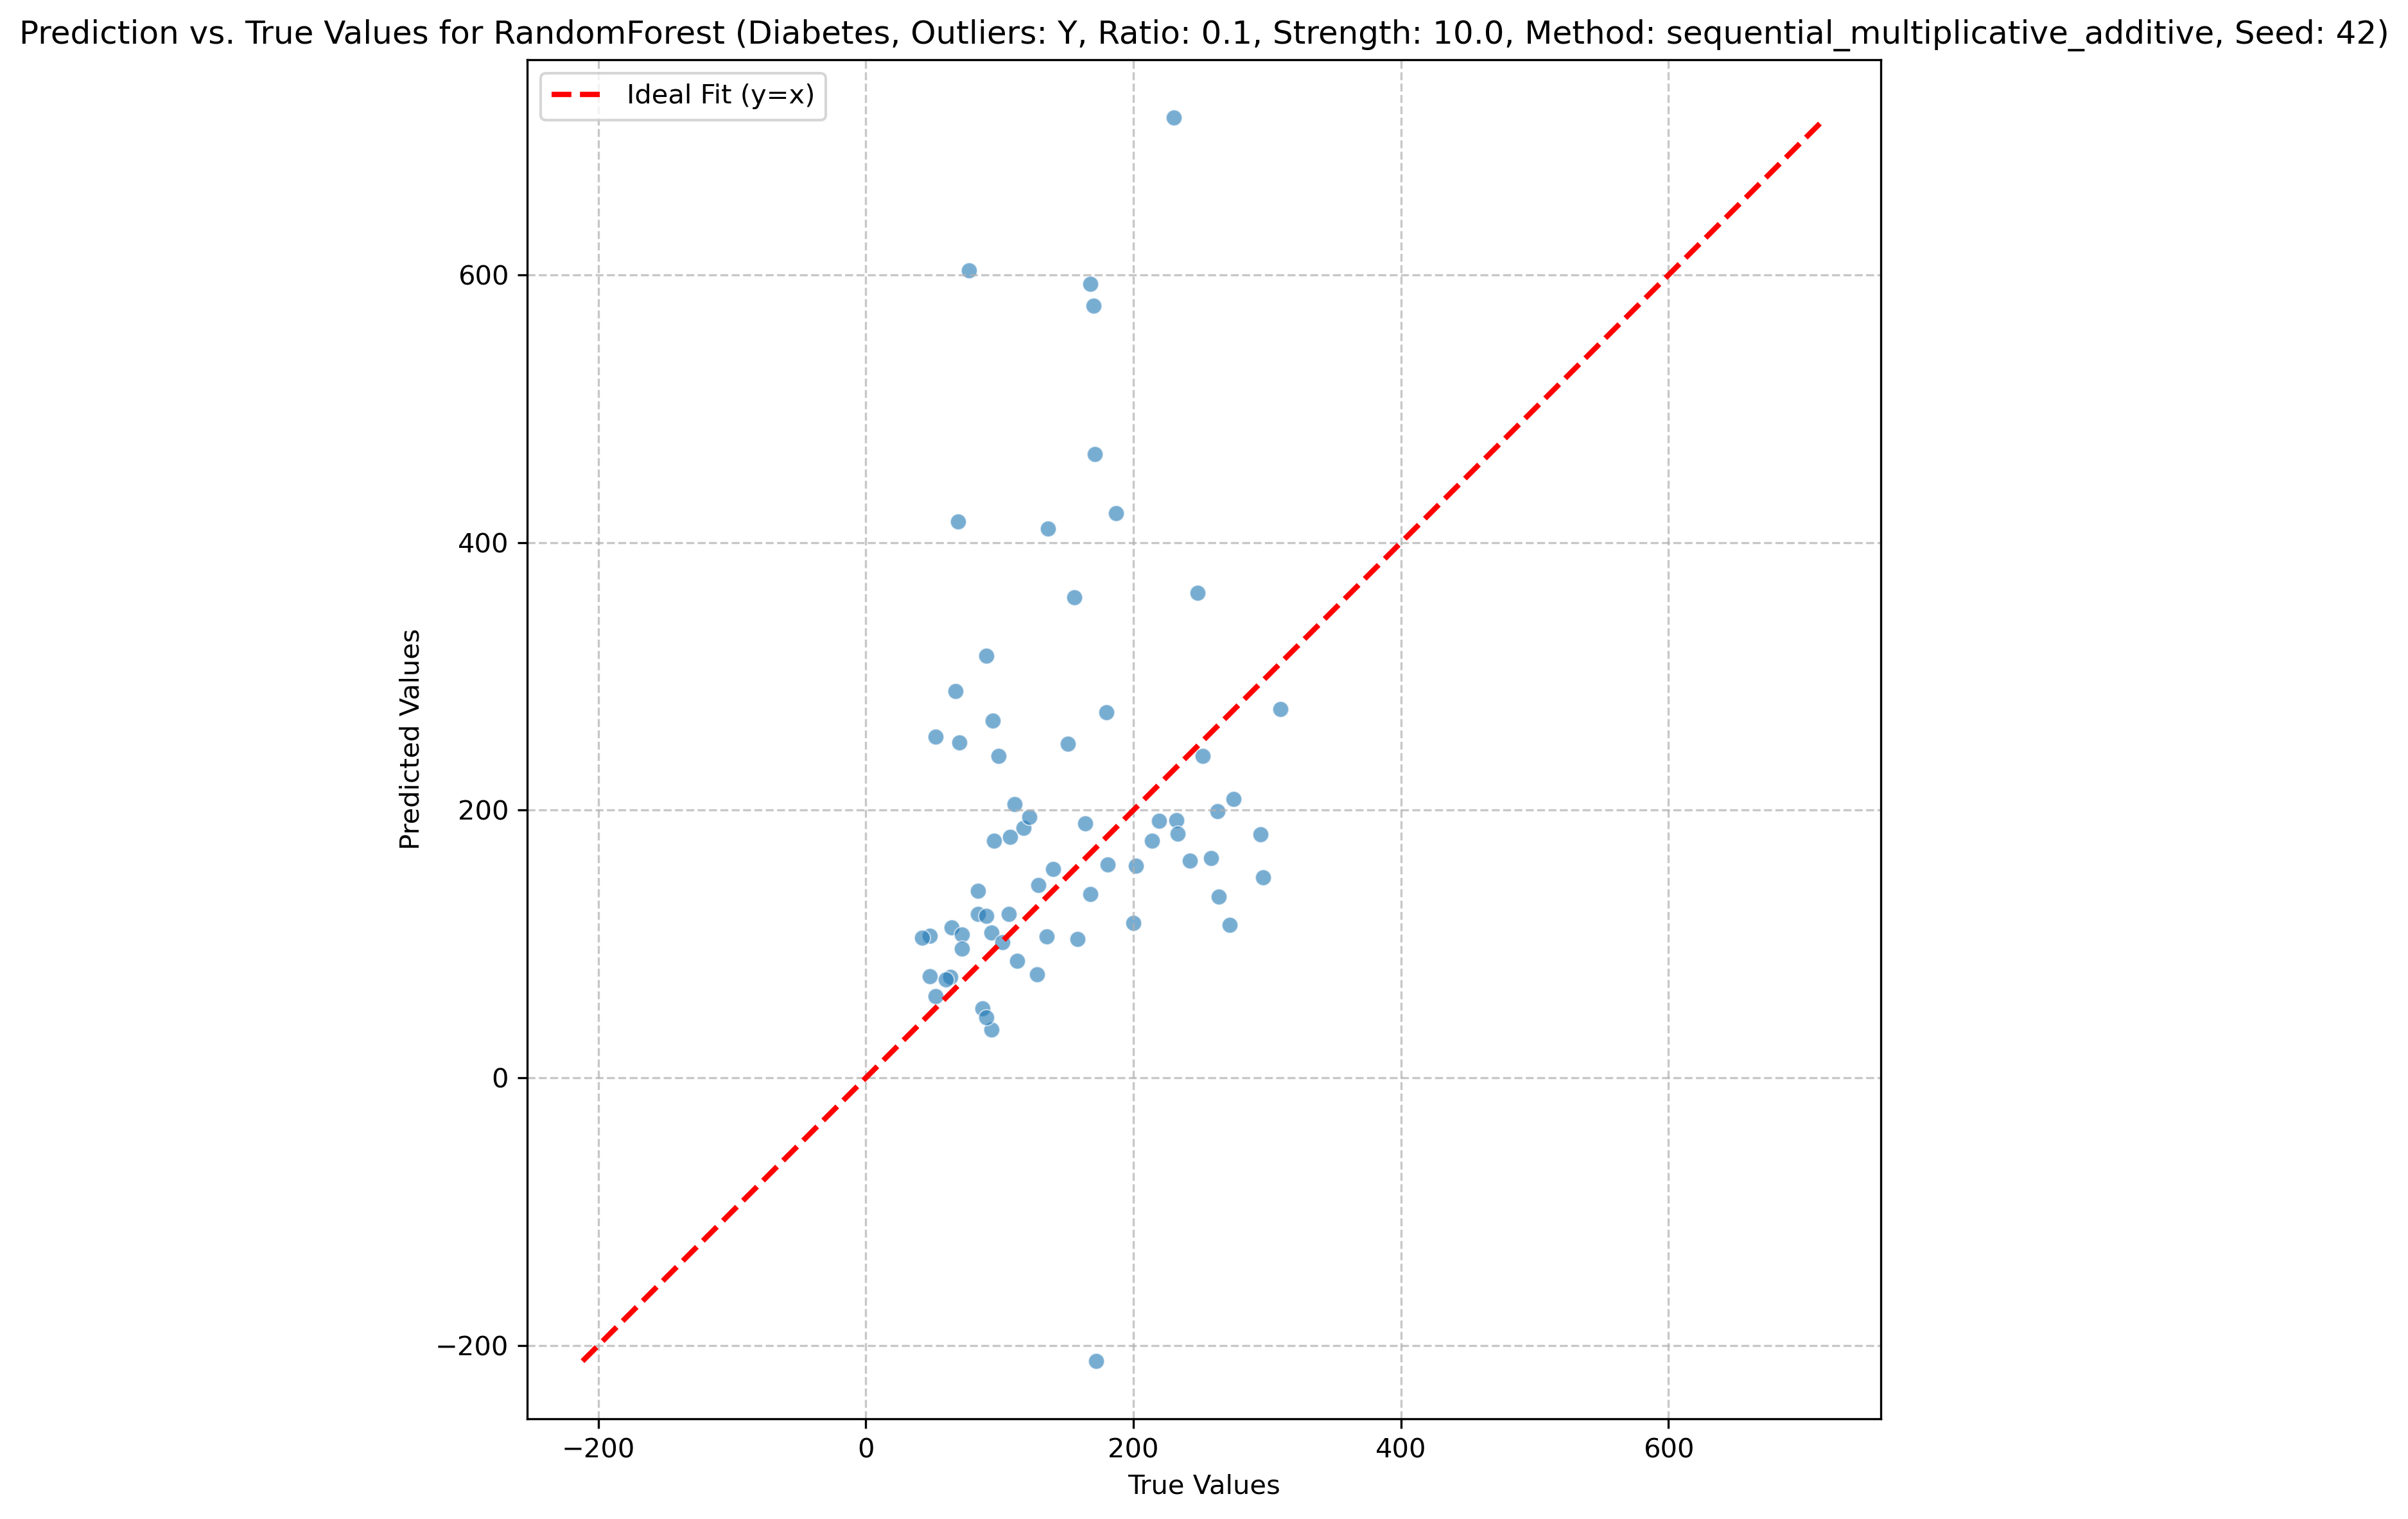 Prediction vs. True Values for RandomForest (Diabetes, Outliers: Y, Ratio: 0.1, Strength: 10.0, Method: sequential_multiplicative_additive, Seed: 42)
Ideal Fit (y=x)
Predicted Values
600
400
200
0
−200
−200 0 200 400 600
True Values